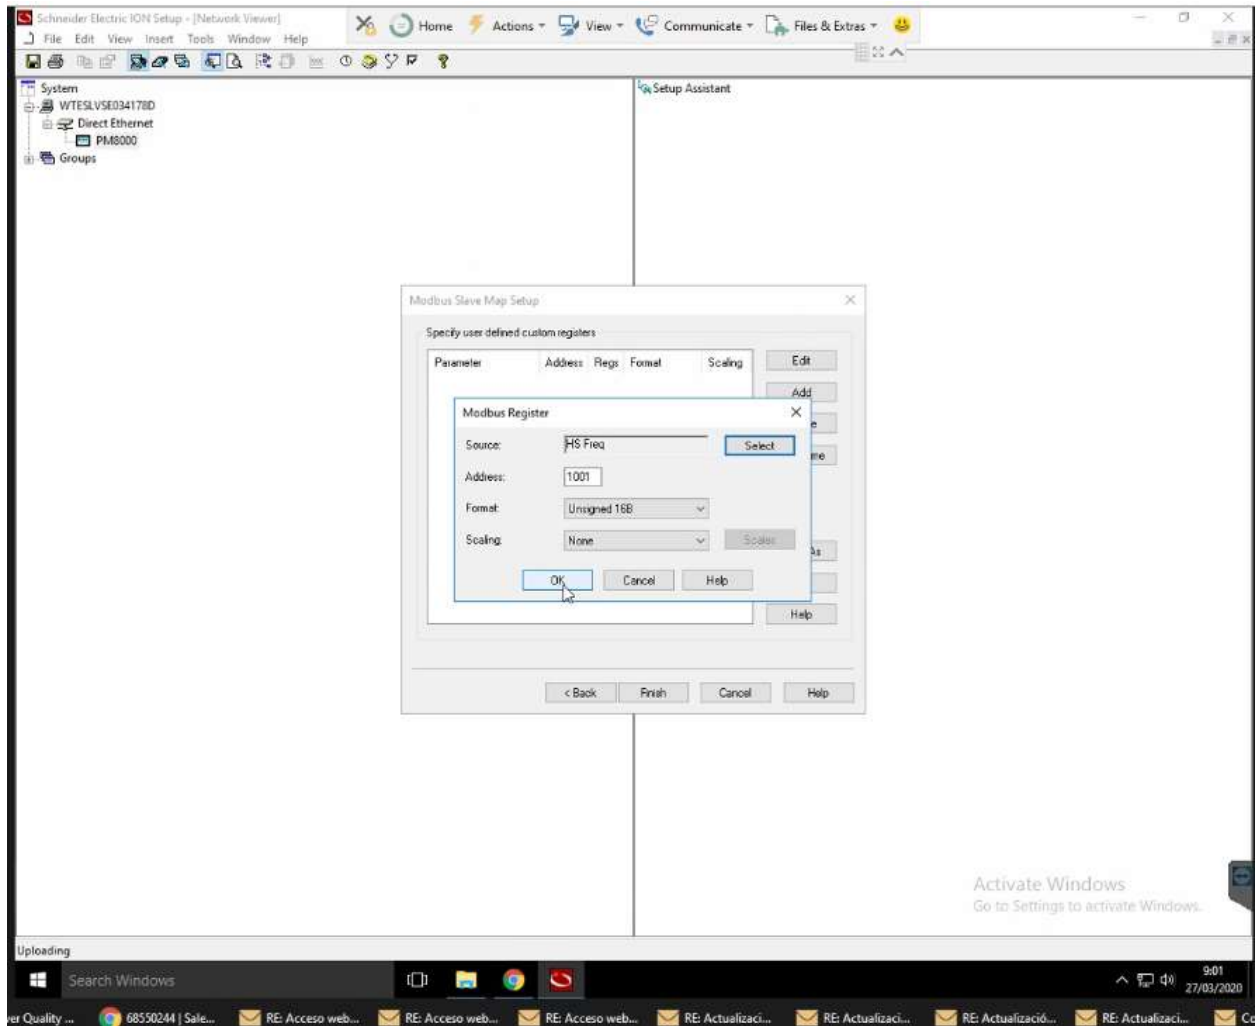 Schneider Electric ION Setup - [Network Viewer]
Home Actions View Communicate Files & Extras
File Edit View Insert Tools Window Help
System
WTESLVSE034178D
Direct Ethernet
PM8000
Groups
Setup Assistant
Modbus Slave Map Setup
Specify user defined custom registers
Parameter Address Regs Format Scaling
Edit
Add
Modbus Register
Source: HS Freq Select
Address: 1001
Format: Unsigned 16B
Scaling: None Scales
OK Cancel Help
Help
< Back Finish Cancel Help
Activate Windows
Go to Settings to activate Windows.
Uploading
Search Windows
9:01
27/03/2020
er Quality ... 68550244 | Sale... RE: Acceso web... RE: Acceso web... RE: Acceso web... RE: Actualizaci... RE: Actualizaci... RE: Actualizació... RE: Actualizaci...